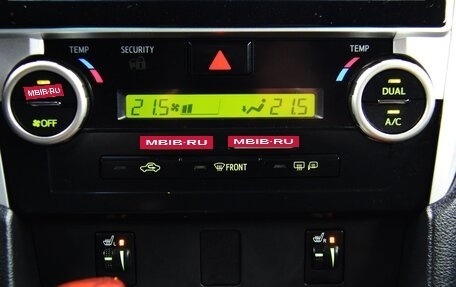 TEMP
SECURITY
TEMP
MBIB.RU
OFF
21.5
21.5
DUAL
A/C
MBIB.RU
MBIB.RU
FRONT
L
R